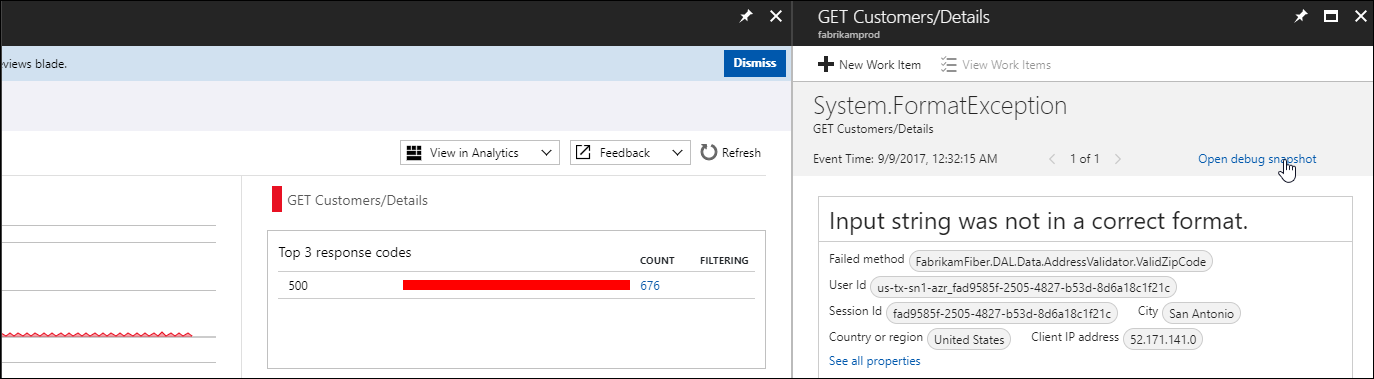 eviews blade.
Dismiss
View in Analytics
Feedback
Refresh
GET Customers/Details
Top 3 response codes
COUNT FILTERING
500 676
GET Customers/Details
fabrikamprod
New Work Item View Work Items
System.FormatException
GET Customers/Details
Event Time: 9/9/2017, 12:32:15 AM 1 of 1 Open debug snapshot
Input string was not in a correct format.
Failed method FabrikamFiber.DAL.Data.AddressValidator.ValidZipCode
User Id us-tx-sn1-azr_fad9585f-2505-4827-b53d-8d6a18c1f21c
Session Id fad9585f-2505-4827-b53d-8d6a18c1f21c City San Antonio
Country or region United States Client IP address 52.171.141.0
See all properties